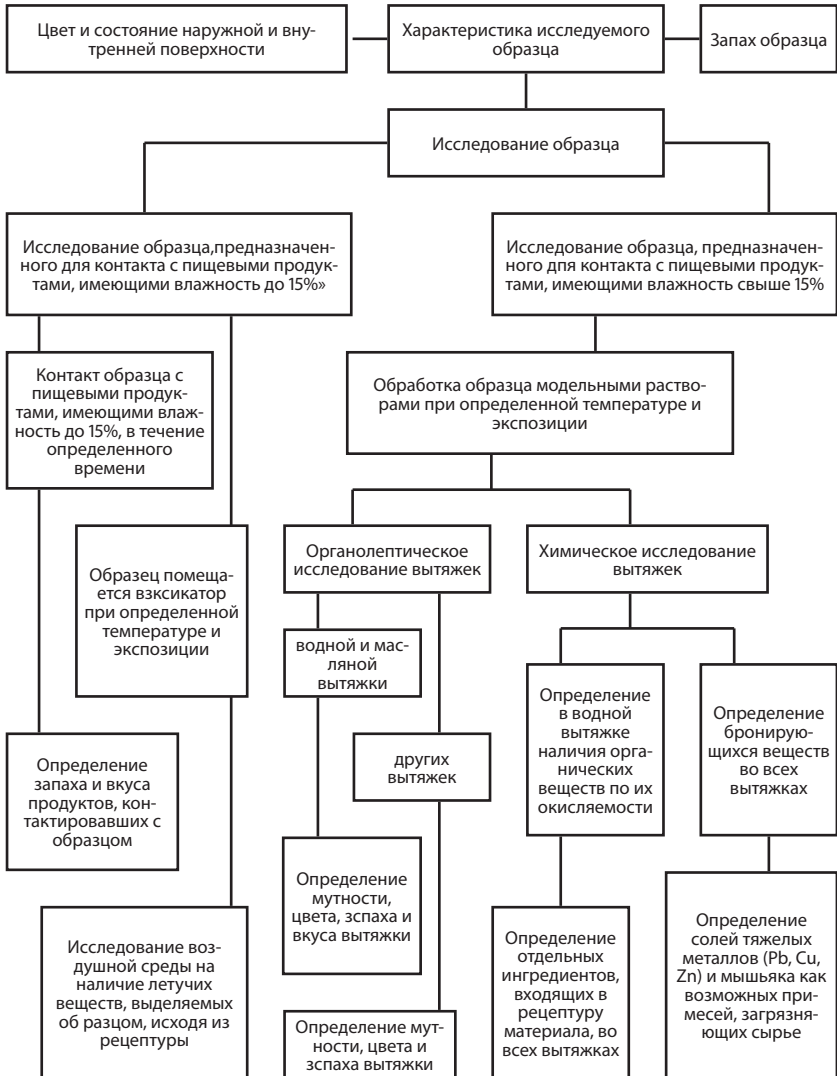 Цвет и состояние наружной и вну-
тренней поверхности
Характеристика исследуемого
образца
Запах образца
Исследование образца
Исследование образца,предназначен-
ного для контакта с пищевыми продук-
тами, имеющими влажность до 15%»
Исследование образца, предназначен-
ного дпя контакта с пищевыми продук-
тами, имеющими влажность свыше 15%
Контакт образца с
пищевыми продук-
тами, имеющими влаж-
ность до 15%, в течение
определенного
времени
Обработка образца модельными раство-
рами при определенной температуре и
экспозиции
Образец помеща-
ется взксикатор
при определенной
температуре и
экспозиции
Органолептическое
исследование вытяжек
Химическое исследование
вытяжек
водной и мас-
ляной
вытяжки
Определение
в водной
вытяжке
наличия орга-
нических
веществ по их
окисляемости
Определение
бронирую-
щихся веществ
во всех
вытяжках
других
вытяжек
Определение
запаха и вкуса
продуктов, кон-
тактировавших с
образцом
Определение
мутности,
цвета, зспаха и
вкуса вытяжки
Исследование воз-
душной среды на
наличие летучих
веществ, выделяемых
об разцом, исходя из
рецептуры
Определение мут-
ности, цвета и
зспаха вытяжки
Определение
отдельных
ингредиентов,
входящих в
рецептуру
материала, во
всех вытяжках
Определение
солей тяжелых
металлов (Pb, Cu,
Zn) и мышьяка как
возможных при-
месей, загрязня-
ющих сырье